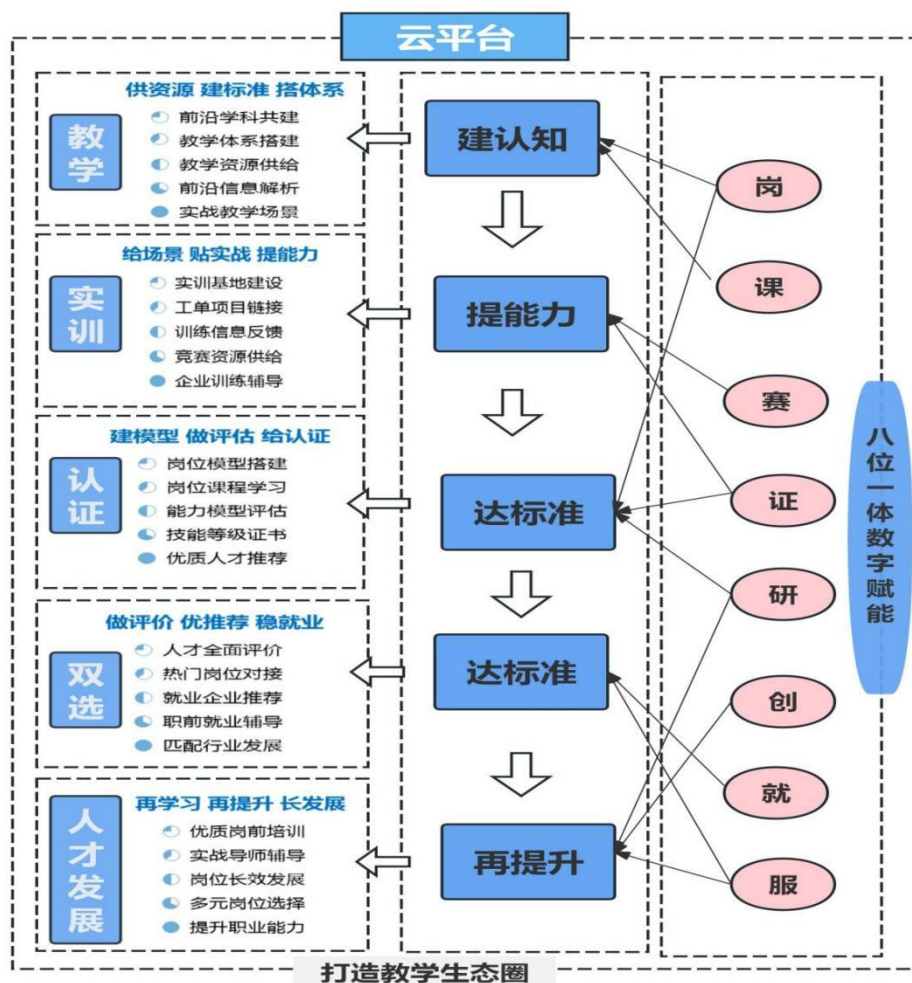 云平台
教学
供资源 建标准 搭体系
前沿学科共建
教学体系搭建
教学资源供给
前沿信息解析
实战教学场景
实训
给场景 贴实战 提能力
实训基地建设
工单项目链接
训练信息反馈
竞赛资源供给
企业训练辅导
认证
建模型 做评估 给认证
岗位模型搭建
岗位课程学习
能力模型评估
技能等级证书
优质人才推荐
双选
做评价 优推荐 稳就业
人才全面评价
热门岗位对接
就业企业推荐
职前就业辅导
匹配行业发展
人才发展
再学习 再提升 长发展
优质岗前培训
实战导师辅导
岗位长效发展
多元岗位选择
提升职业能力
建认知
提能力
达标准
达标准
再提升
岗
课
赛
证
研
创
就
服
八位一体数字赋能
打造教学生态圈